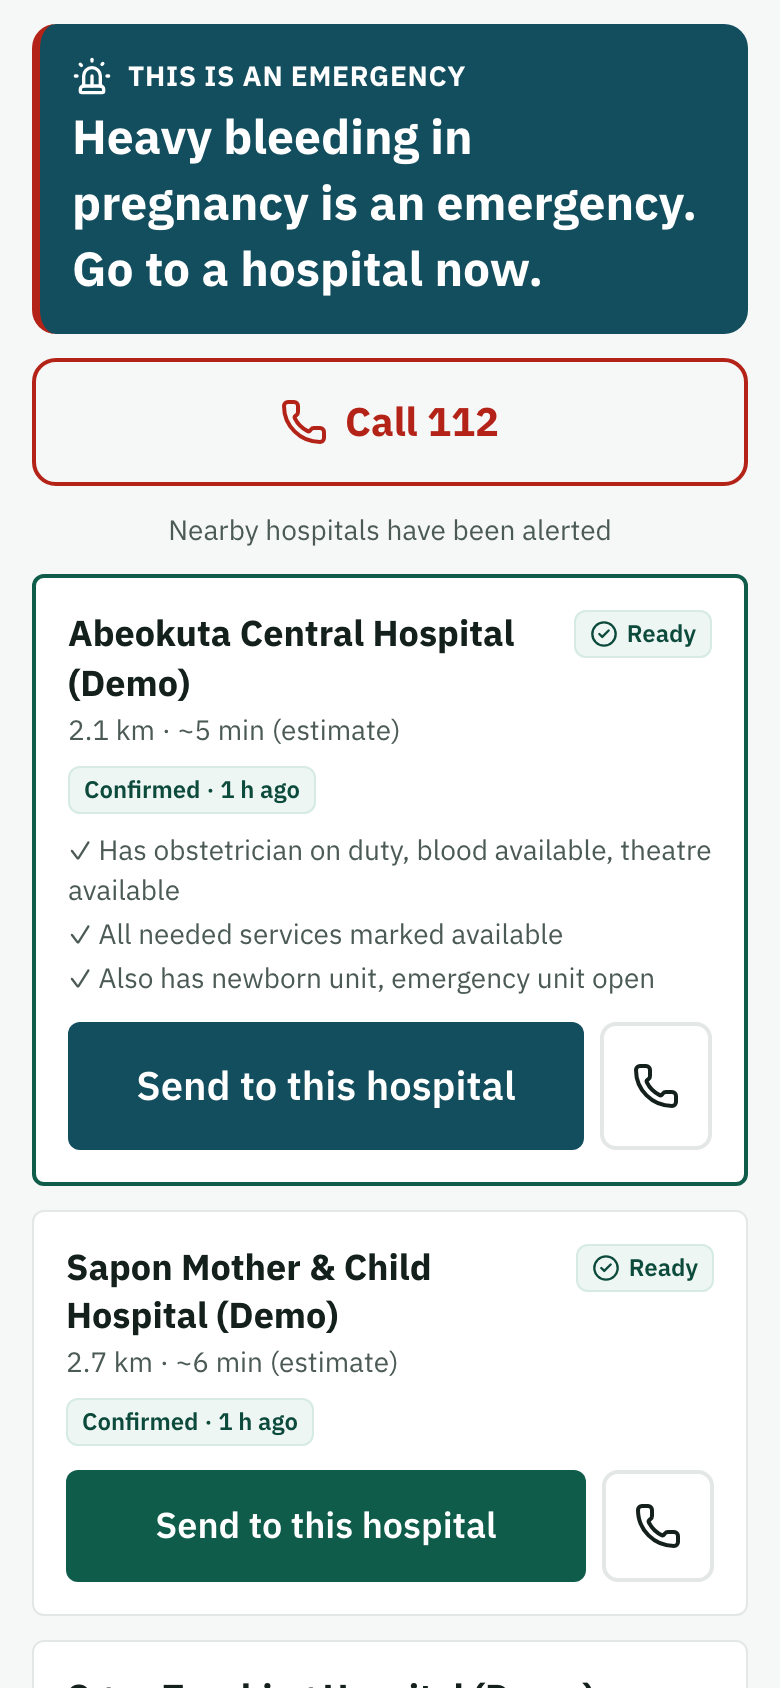 THIS IS AN EMERGENCY
Heavy bleeding in
pregnancy is an emergency.
Go to a hospital now.
Call 112
Nearby hospitals have been alerted
Abeokuta Central Hospital
(Demo)
Ready
2.1 km · ~5 min (estimate)
Confirmed · 1 h ago
✓ Has obstetrician on duty, blood available, theatre
available
✓ All needed services marked available
✓ Also has newborn unit, emergency unit open
Send to this hospital
Sapon Mother & Child
Hospital (Demo)
Ready
2.7 km · ~6 min (estimate)
Confirmed · 1 h ago
Send to this hospital